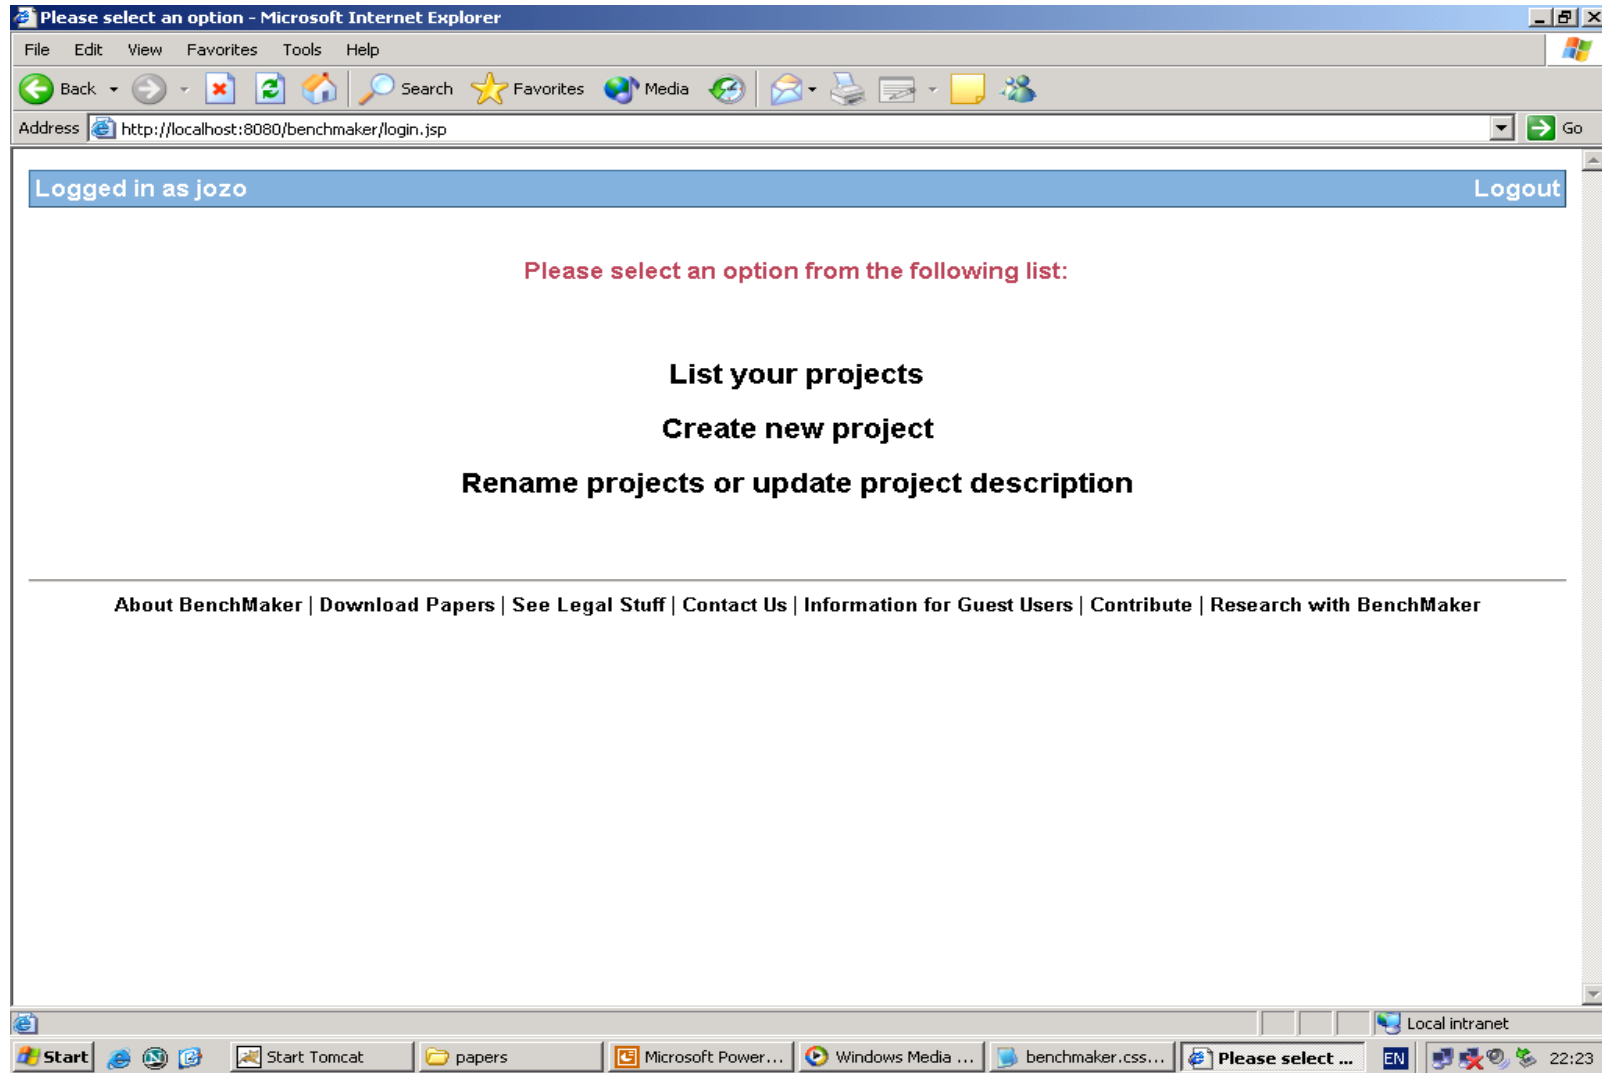 Please select an option - Microsoft Internet Explorer
File Edit View Favorites Tools Help
Back Search Favorites Media
Address http://localhost:8080/benchmaker/login.jsp Go
Logged in as jozo Logout
Please select an option from the following list:
List your projects
Create new project
Rename projects or update project description
About BenchMaker | Download Papers | See Legal Stuff | Contact Us | Information for Guest Users | Contribute | Research with BenchMaker
Local intranet
Start Start Tomcat papers Microsoft Power... Windows Media ... benchmaker.css... Please select ... EN 22:23